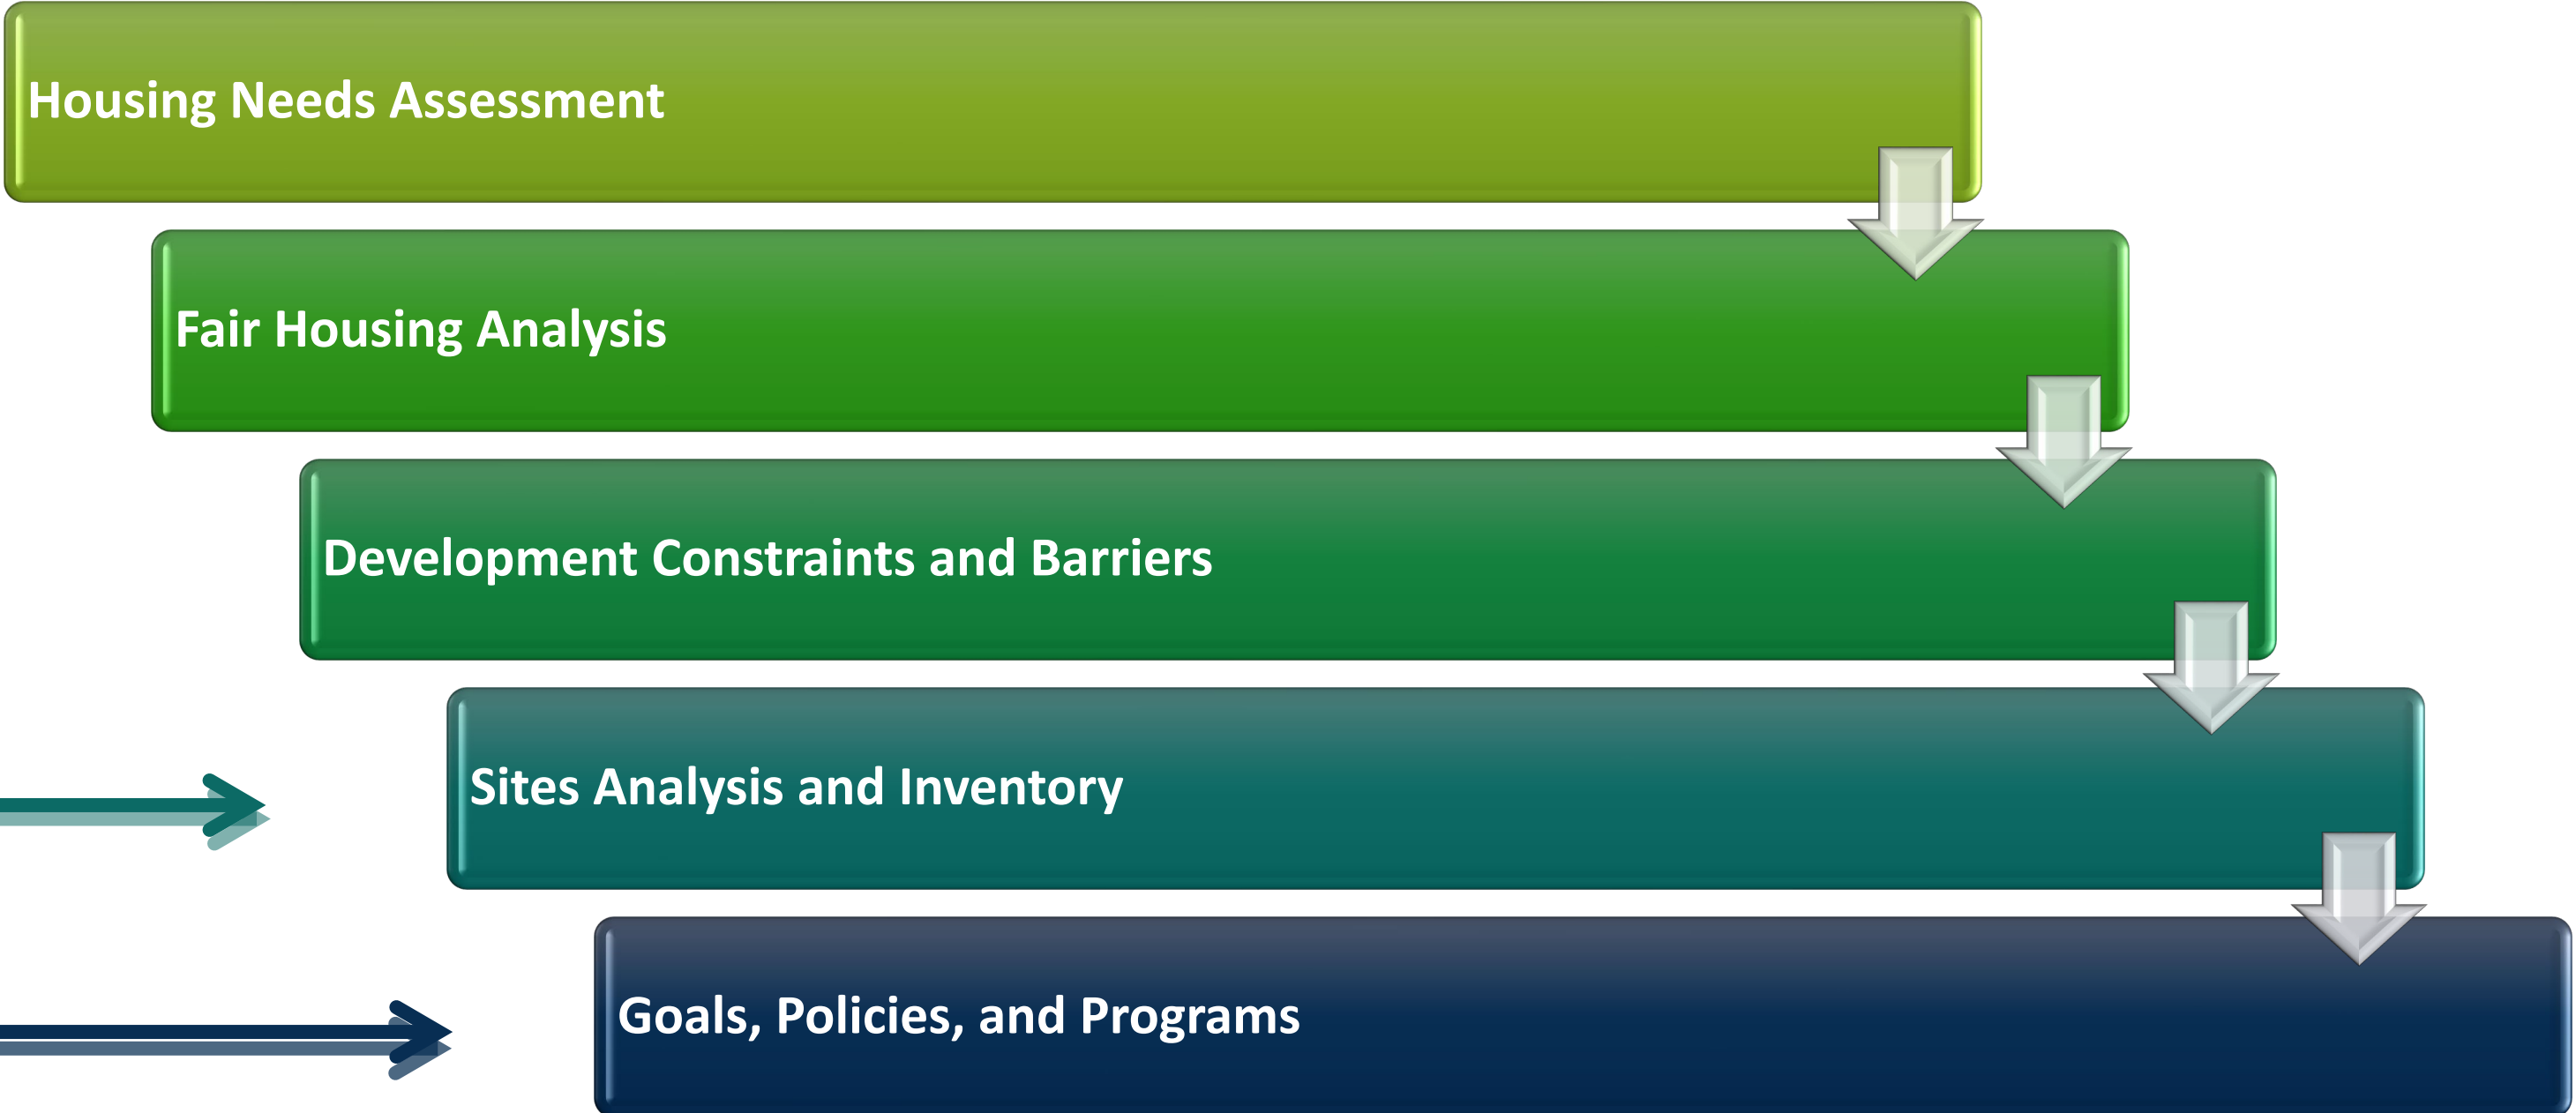 Housing Needs Assessment
Fair Housing Analysis
Development Constraints and Barriers
Sites Analysis and Inventory
Goals, Policies, and Programs